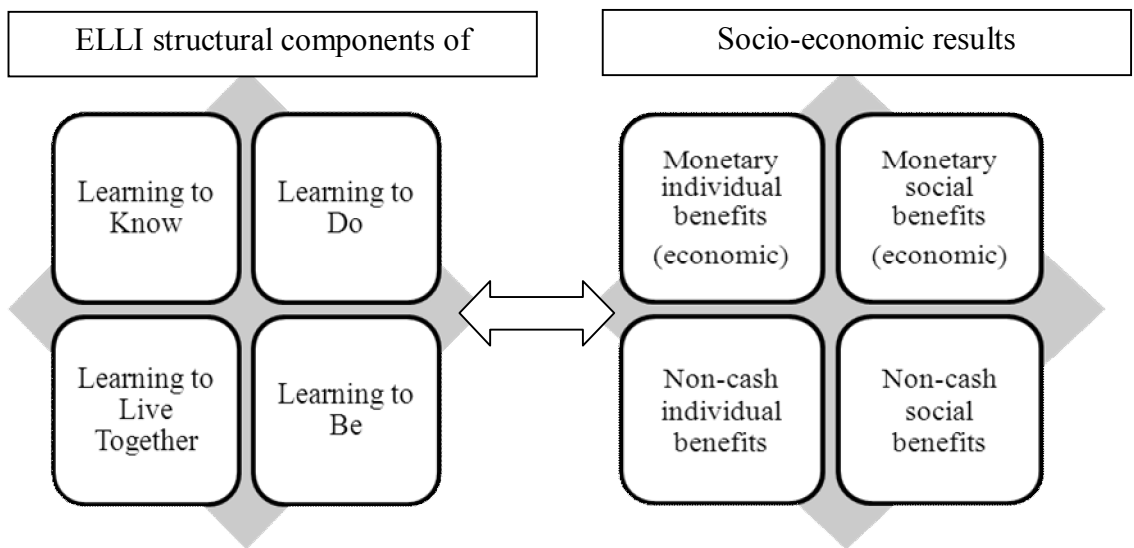 ELLI structural components of
Socio-economic results
Learning to
Know
Learning to
Do
Learning to
Live
Together
Learning to
Be
Monetary
individual
benefits
(economic)
Monetary
social
benefits
(economic)
Non-cash
individual
benefits
Non-cash
social
benefits